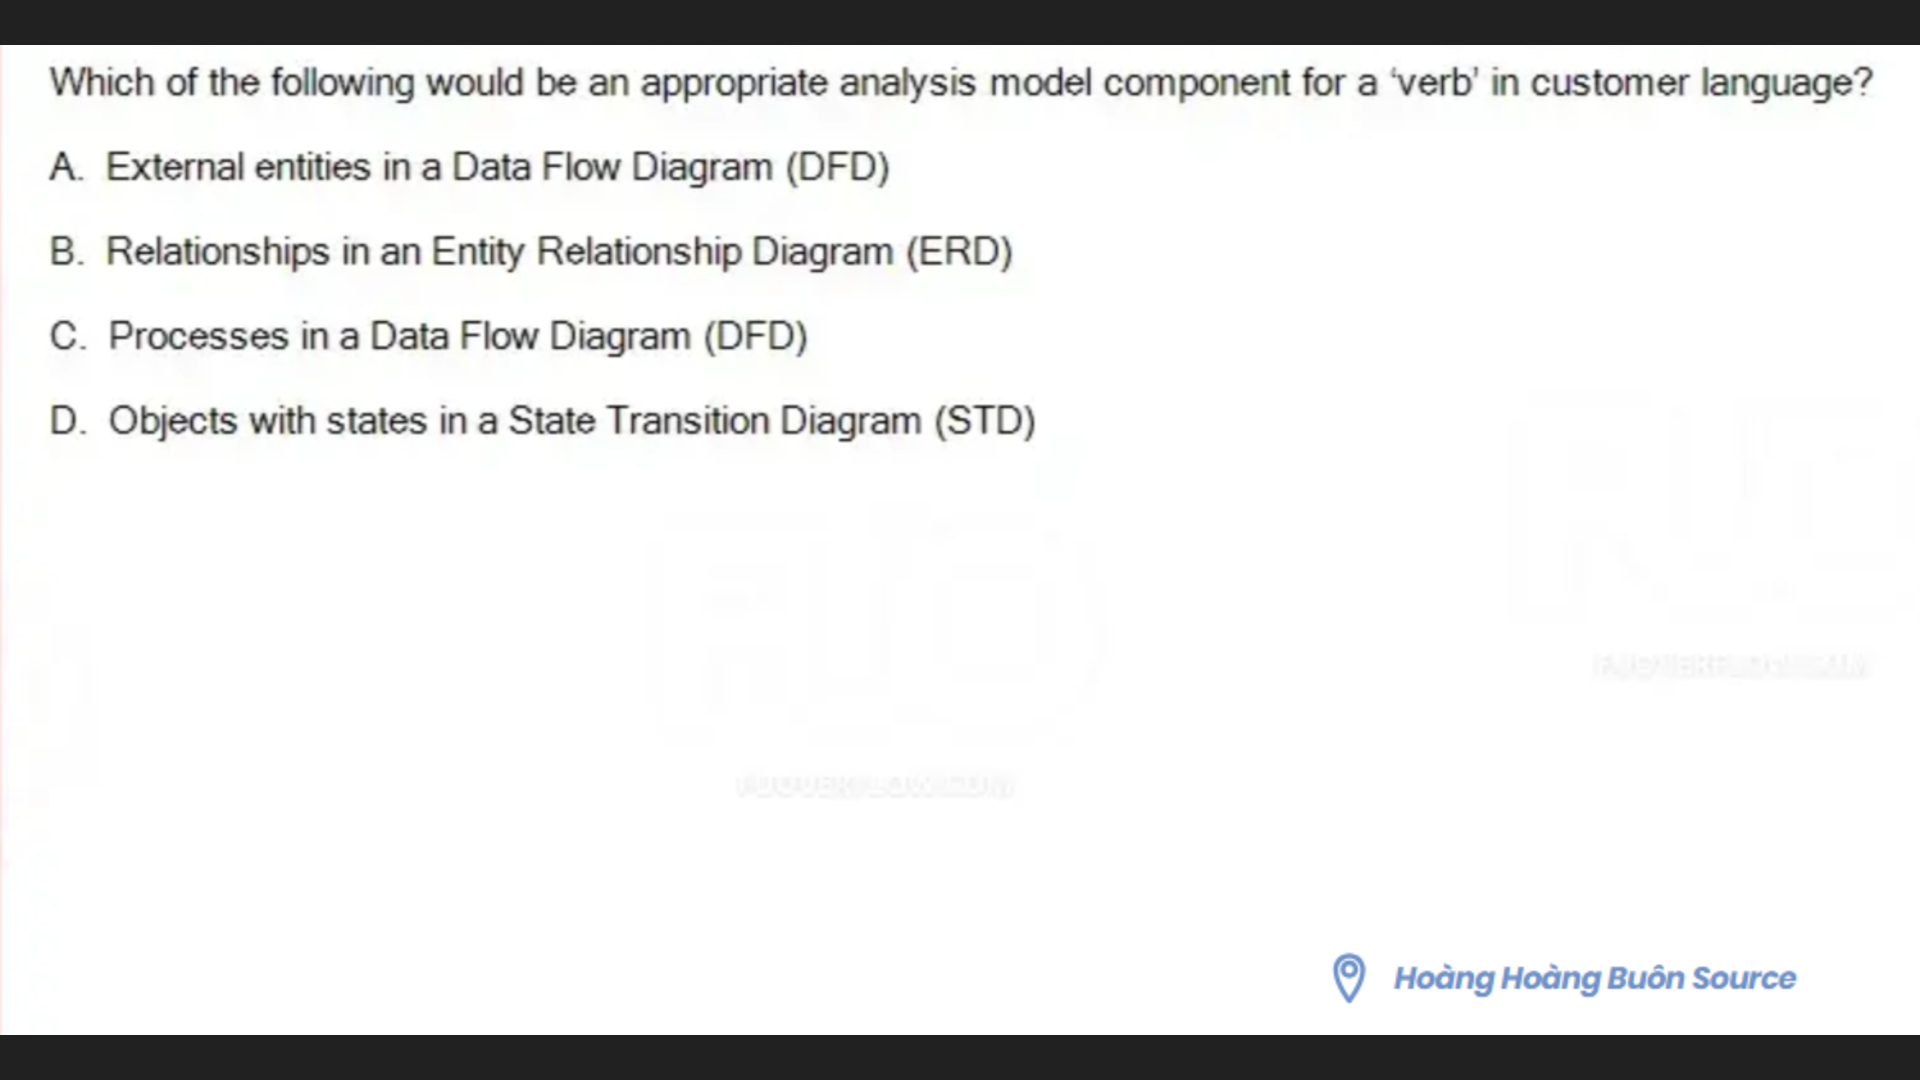 Which of the following would be an appropriate analysis model component for a ‘verb’ in customer language?
A. External entities in a Data Flow Diagram (DFD)
B. Relationships in an Entity Relationship Diagram (ERD)
C. Processes in a Data Flow Diagram (DFD)
D. Objects with states in a State Transition Diagram (STD)
Hoàng Hoàng Buôn Source